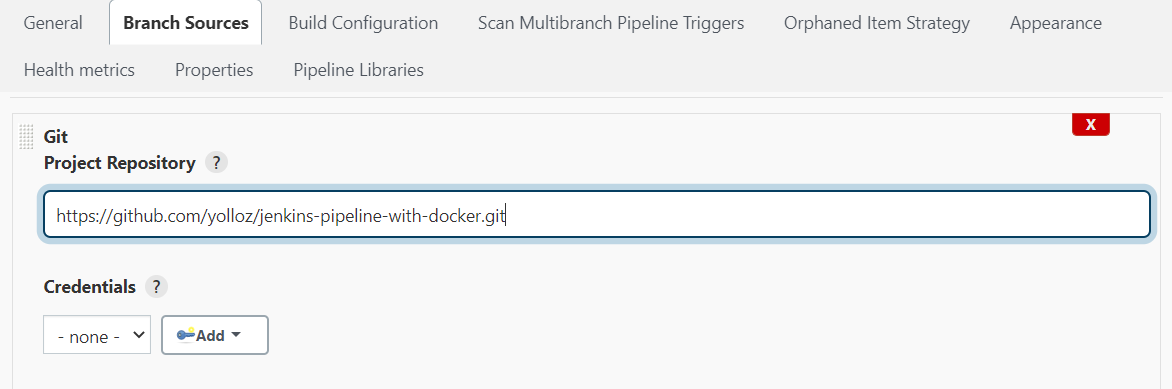 General Branch Sources Build Configuration Scan Multibranch Pipeline Triggers Orphaned Item Strategy Appearance
Health metrics Properties Pipeline Libraries
X
Git
Project Repository ?
https://github.com/yolloz/jenkins-pipeline-with-docker.git
Credentials ?
- none - Add